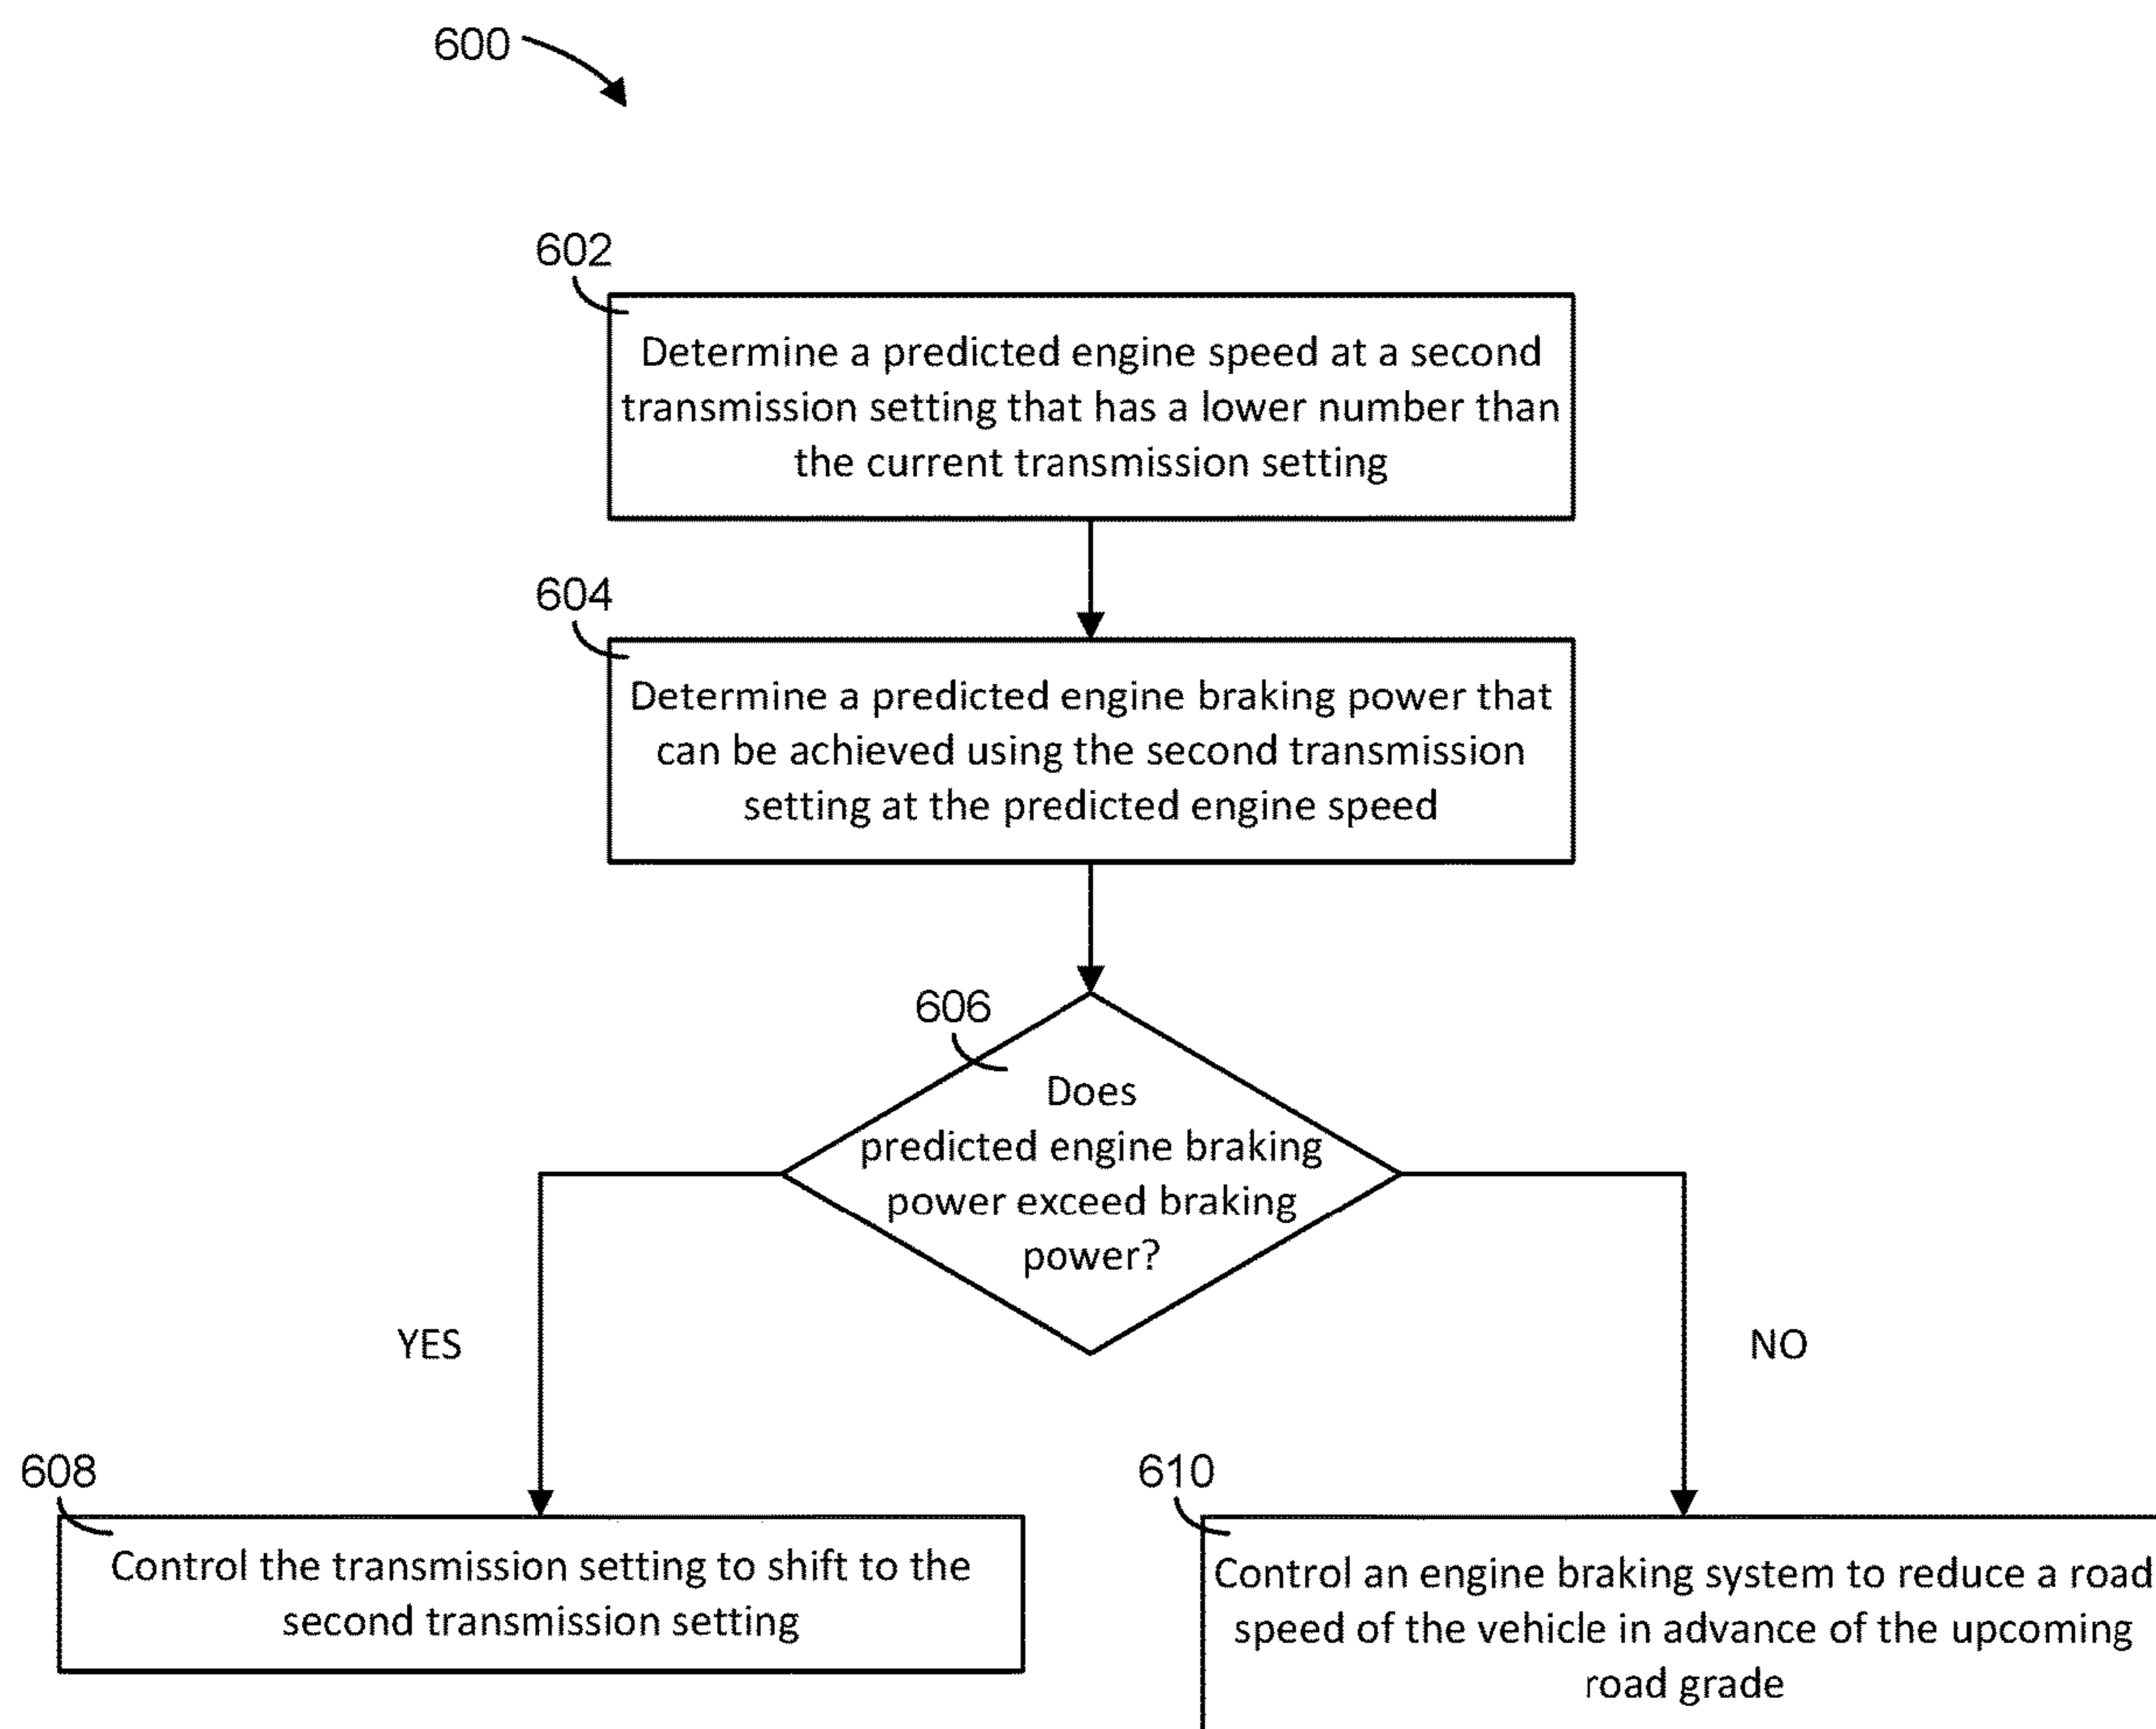 600
602
Determine a predicted engine speed at a second
transmission setting that has a lower number than
the current transmission setting
604
Determine a predicted engine braking power that
can be achieved using the second transmission
setting at the predicted engine speed
606
Does
predicted engine braking
power exceed braking
power?
YES
NO
608
Control the transmission setting to shift to the
second transmission setting
610
Control an engine braking system to reduce a road
speed of the vehicle in advance of the upcoming
road grade